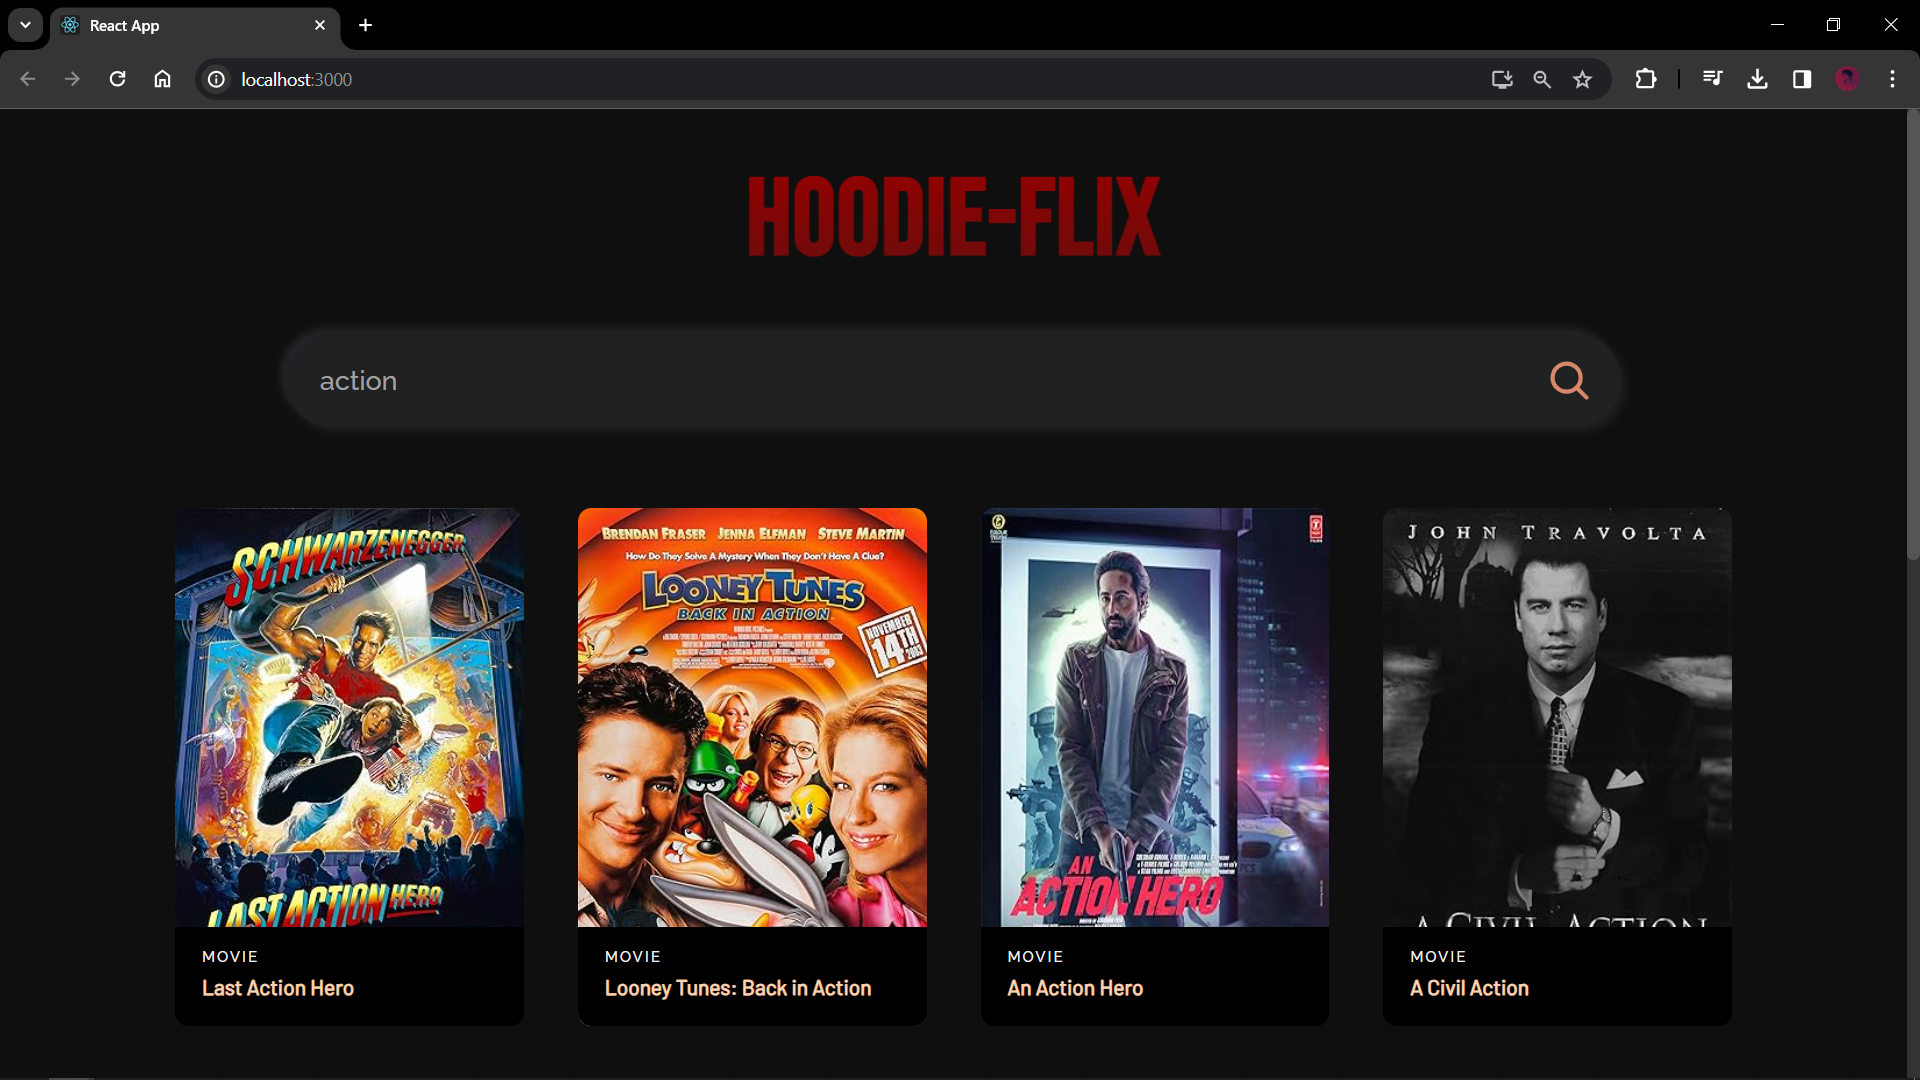 React App
localhost:3000
HOODIE-FLIX
action
SCHWARZENEGGER
LAST ACTION HERO
MOVIE
Last Action Hero
BRENDAN FRASER JENNA ELFMAN STEVE MARTIN
How Do They Solve A Mystery When They Don't Have A Clue?
LOONEY TUNES
BACK IN ACTION
NOVEMBER
14TH
2003
MOVIE
Looney Tunes: Back in Action
AN
ACTION HERO
MOVIE
An Action Hero
JOHN TRAVOLTA
A CIVIL ACTION
MOVIE
A Civil Action